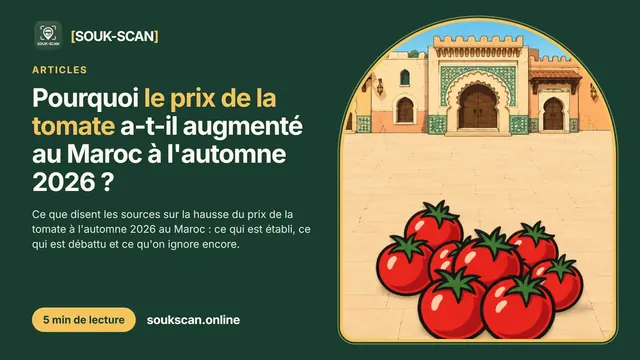 SOUK-SCAN
[SOUK-SCAN]
ARTICLES
Pourquoi le prix de la
tomate a-t-il augmenté
au Maroc à l'automne
2026 ?
Ce que disent les sources sur la hausse du prix de la
tomate à l'automne 2026 au Maroc : ce qui est établi, ce
qui est débattu et ce qu'on ignore encore.
5 min de lecture
soukscan.online